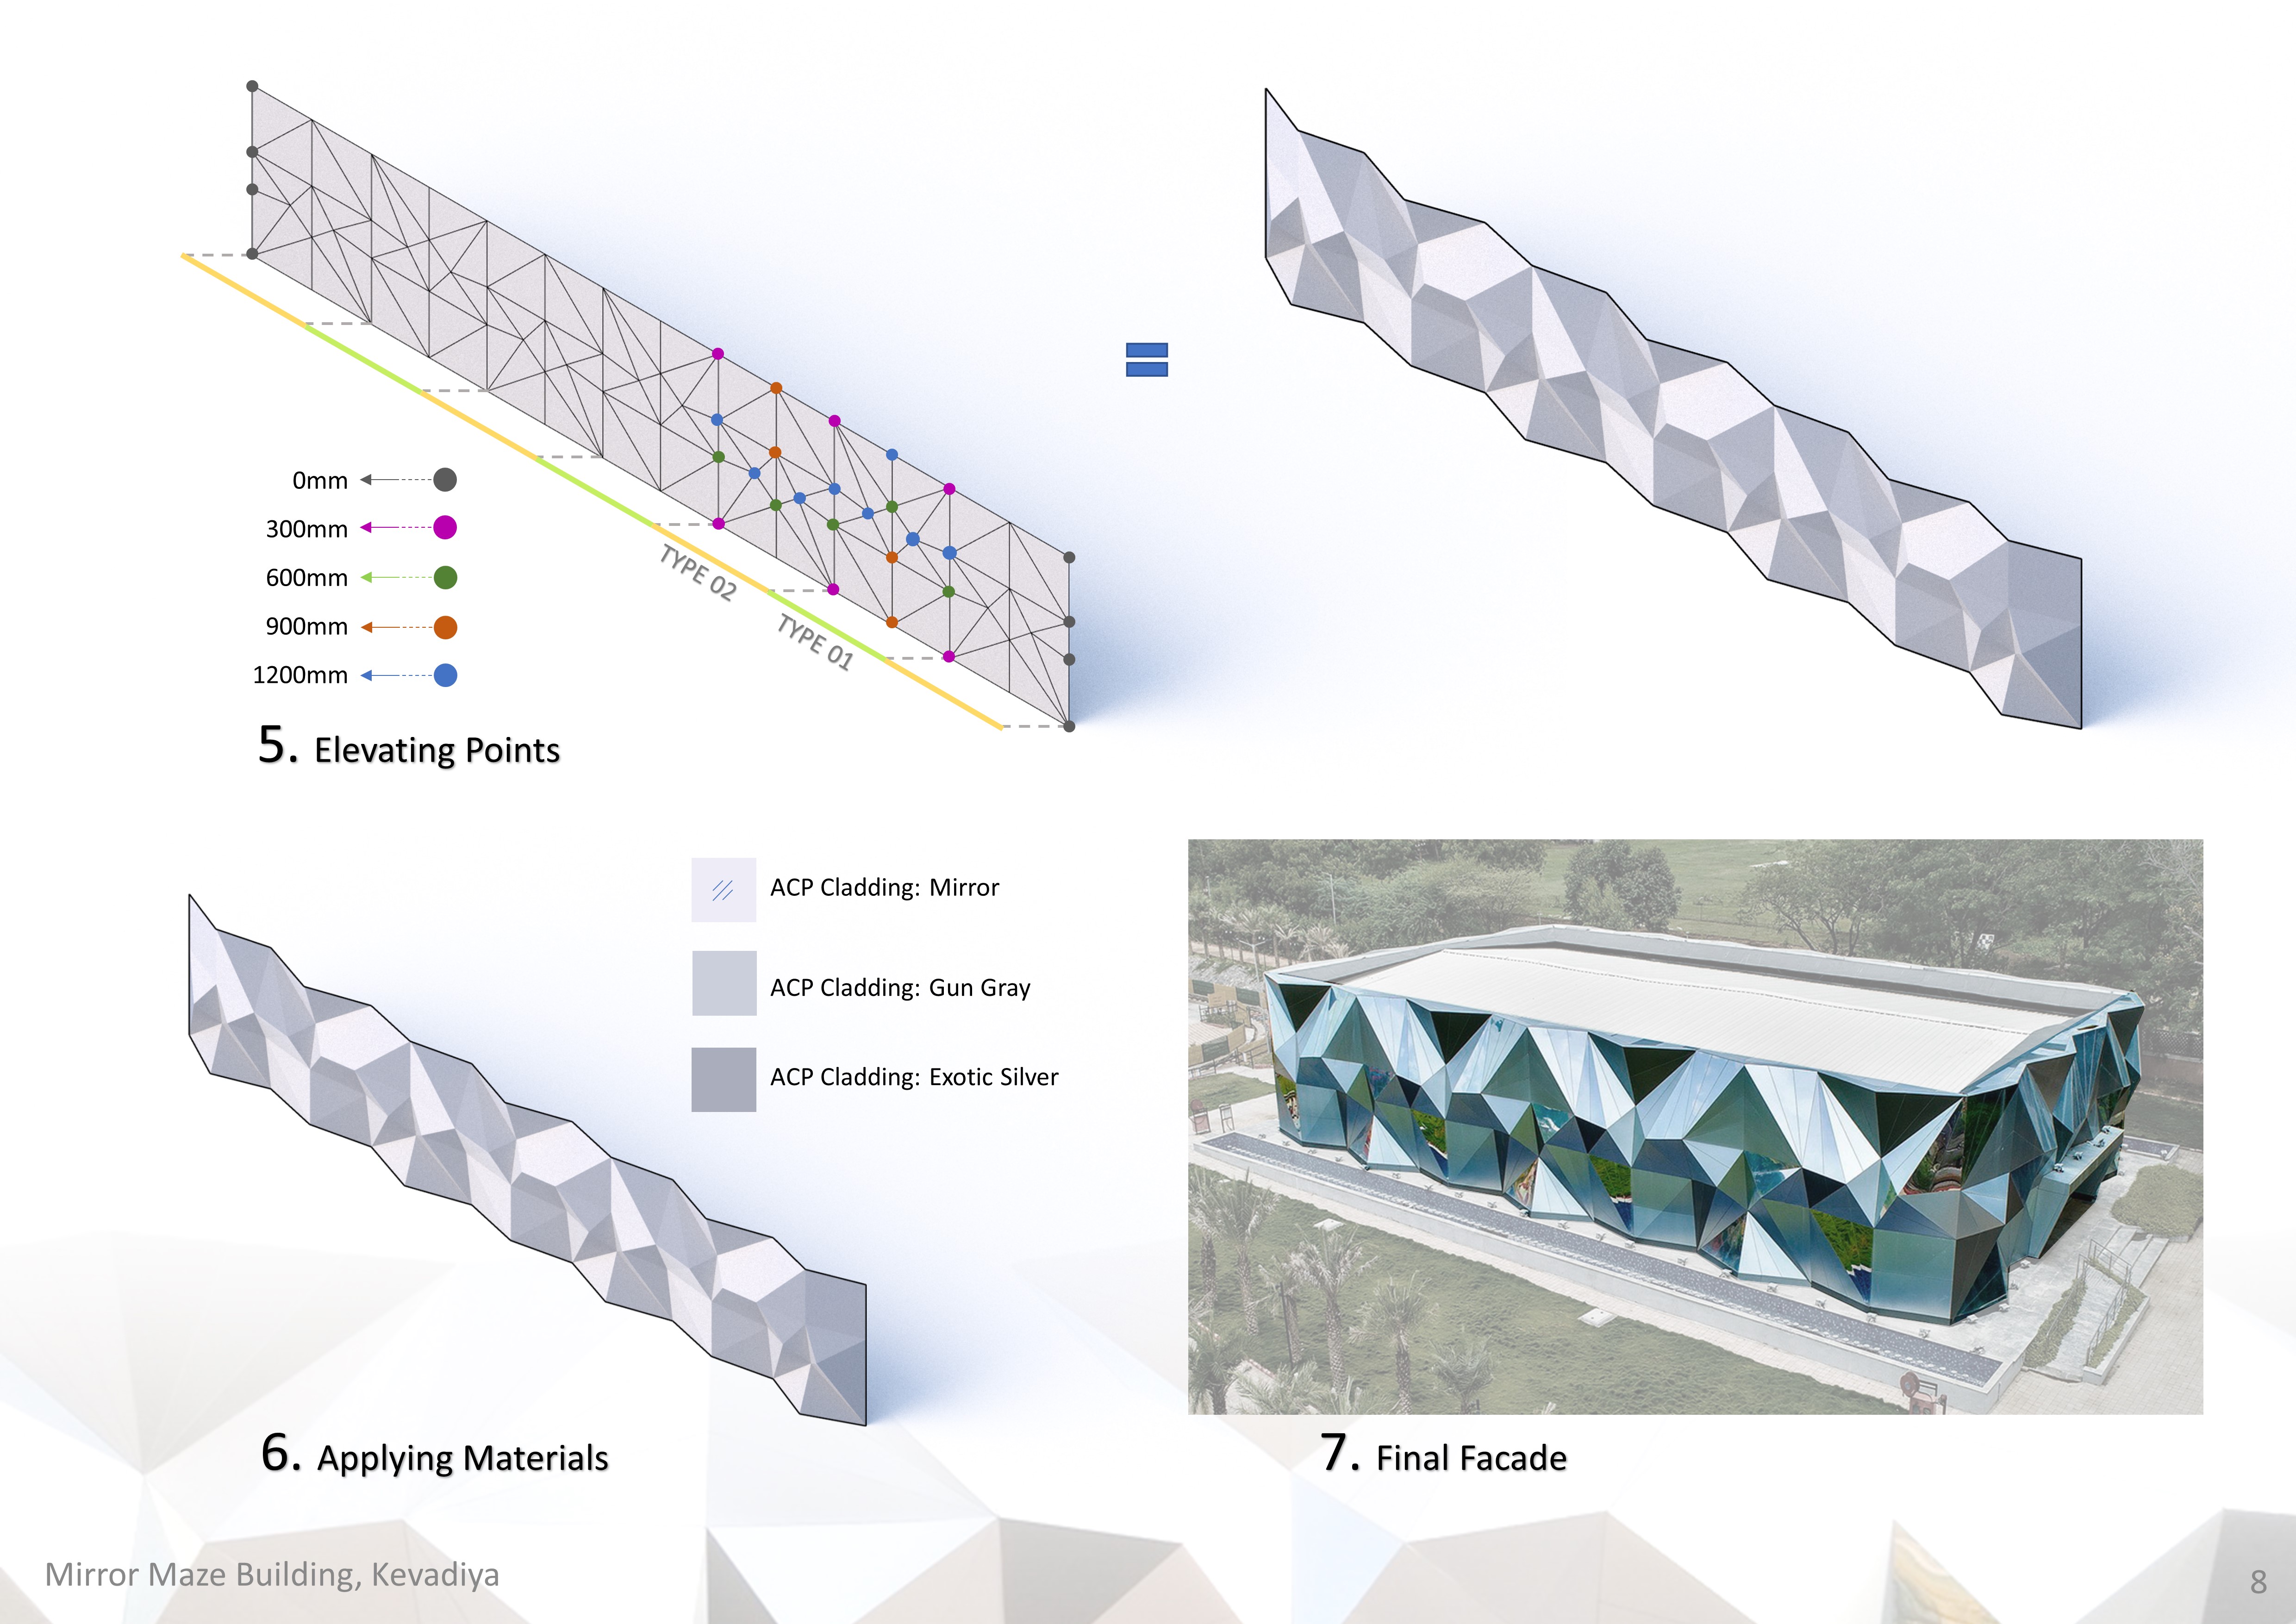 0mm
300mm
600mm
900mm
1200mm
TYPE 02
TYPE 01
5. Elevating Points
ACP Cladding: Mirror
ACP Cladding: Gun Gray
ACP Cladding: Exotic Silver
6. Applying Materials
7. Final Facade
Mirror Maze Building, Kevadiya
8